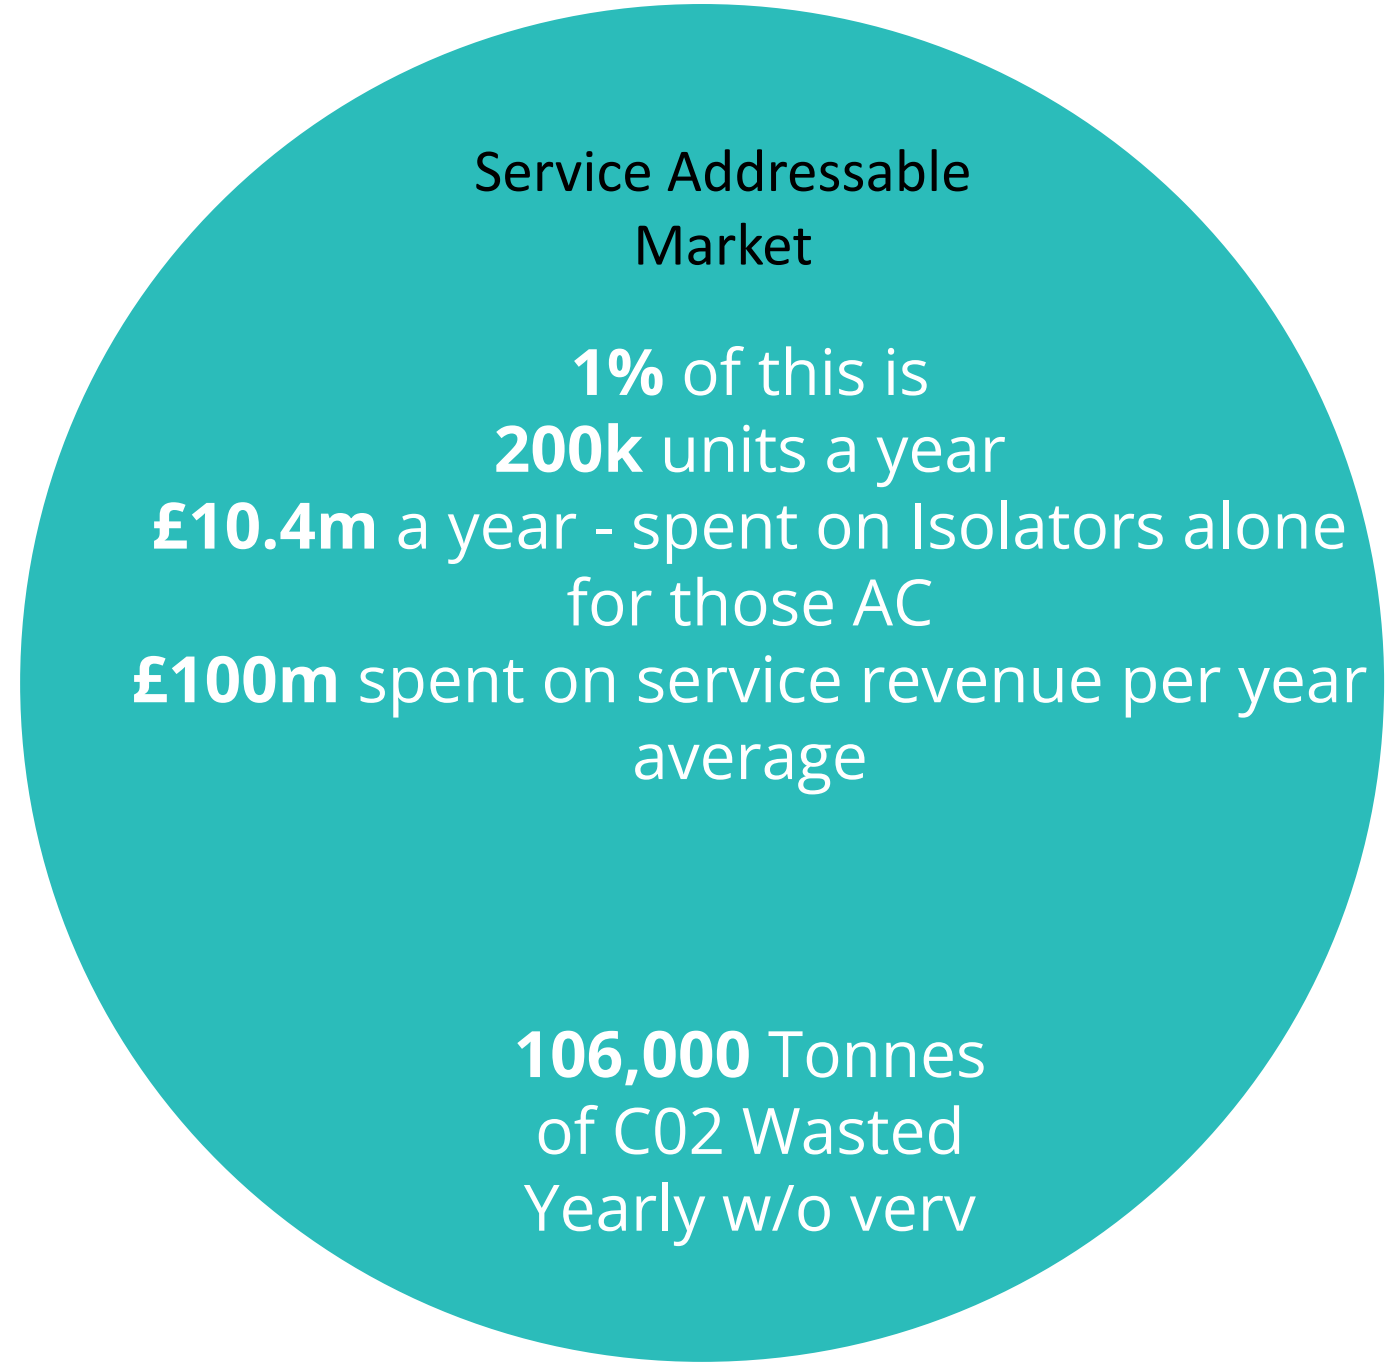 Service Addressable
Market
1% of this is
200k units a year
£10.4m a year - spent on Isolators alone
for those AC
£100m spent on service revenue per year
average
106,000 Tonnes
of C02 Wasted
Yearly w/o verv